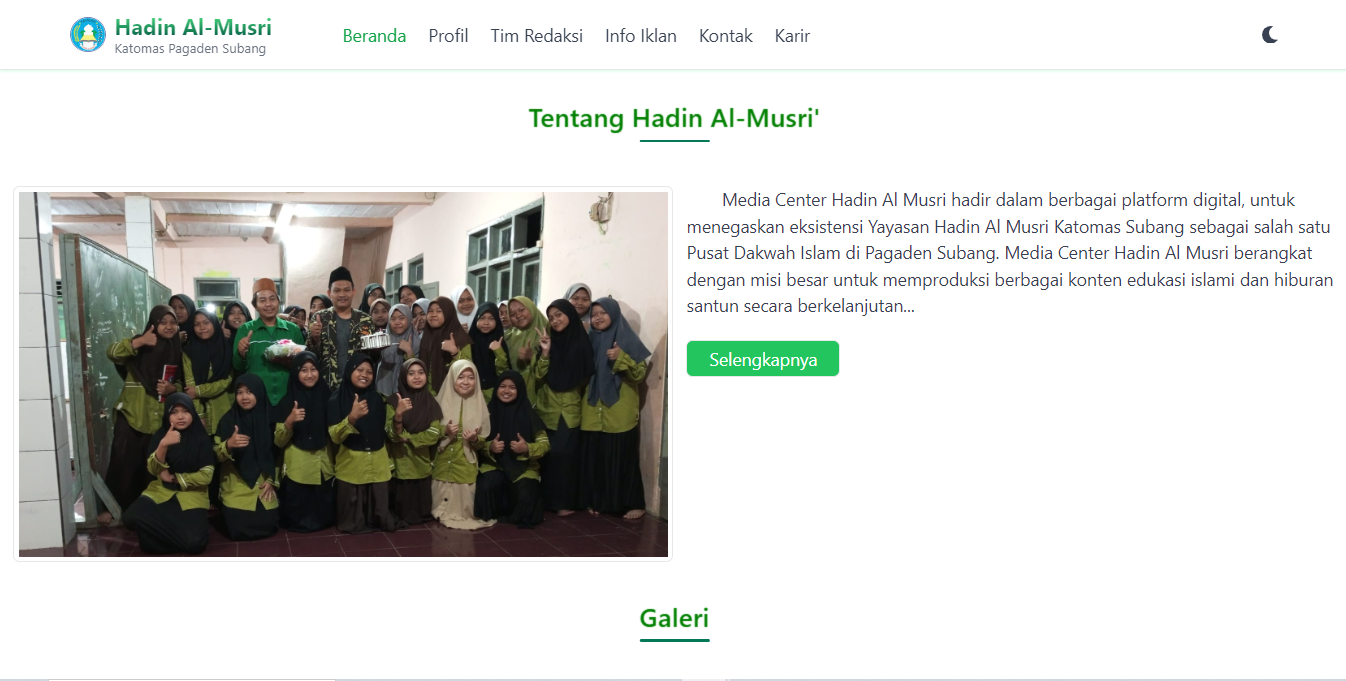 Hadin Al-Musri
Katomas Pagaden Subang
Beranda Profil Tim Redaksi Info Iklan Kontak Karir
Tentang Hadin Al-Musri'
Media Center Hadin Al Musri hadir dalam berbagai platform digital, untuk
menegaskan eksistensi Yayasan Hadin Al Musri Katomas Subang sebagai salah satu
Pusat Dakwah Islam di Pagaden Subang. Media Center Hadin Al Musri berangkat
dengan misi besar untuk memproduksi berbagai konten edukasi islami dan hiburan
santun secara berkelanjutan...
Selengkapnya
Galeri